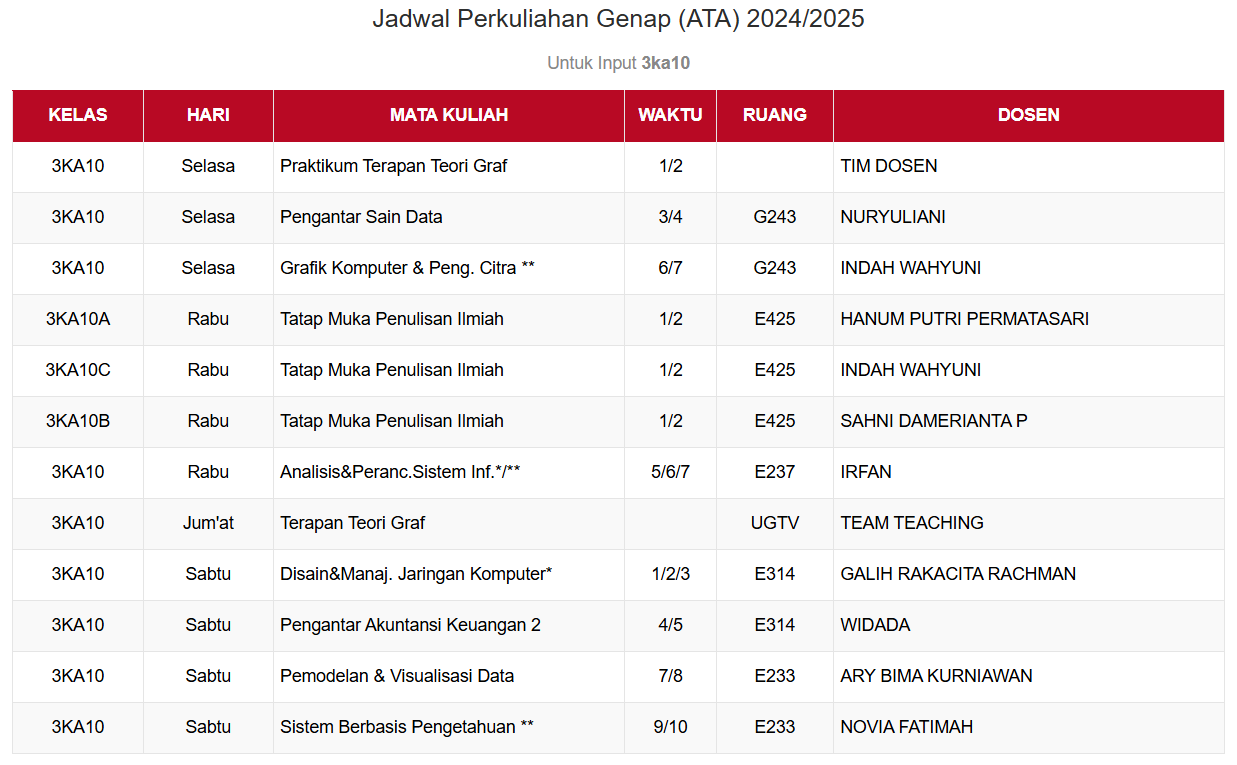 Jadwal Perkuliahan Genap (ATA) 2024/2025
Untuk Input 3ka10
KELAS HARI MATA KULIAH WAKTU RUANG DOSEN
3KA10 Selasa Praktikum Terapan Teori Graf 1/2 TIM DOSEN
3KA10 Selasa Pengantar Sain Data 3/4 G243 NURYULIANI
3KA10 Selasa Grafik Komputer & Peng. Citra ** 6/7 G243 INDAH WAHYUNI
3KA10A Rabu Tatap Muka Penulisan Ilmiah 1/2 E425 HANUM PUTRI PERMATASARI
3KA10C Rabu Tatap Muka Penulisan Ilmiah 1/2 E425 INDAH WAHYUNI
3KA10B Rabu Tatap Muka Penulisan Ilmiah 1/2 E425 SAHNI DAMERIANTA P
3KA10 Rabu Analisis&Peranc.Sistem Inf.*/** 5/6/7 E237 IRFAN
3KA10 Jum'at Terapan Teori Graf UGTV TEAM TEACHING
3KA10 Sabtu Disain&Manaj. Jaringan Komputer* 1/2/3 E314 GALIH RAKACITA RACHMAN
3KA10 Sabtu Pengantar Akuntansi Keuangan 2 4/5 E314 WIDADA
3KA10 Sabtu Pemodelan & Visualisasi Data 7/8 E233 ARY BIMA KURNIAWAN
3KA10 Sabtu Sistem Berbasis Pengetahuan ** 9/10 E233 NOVIA FATIMAH